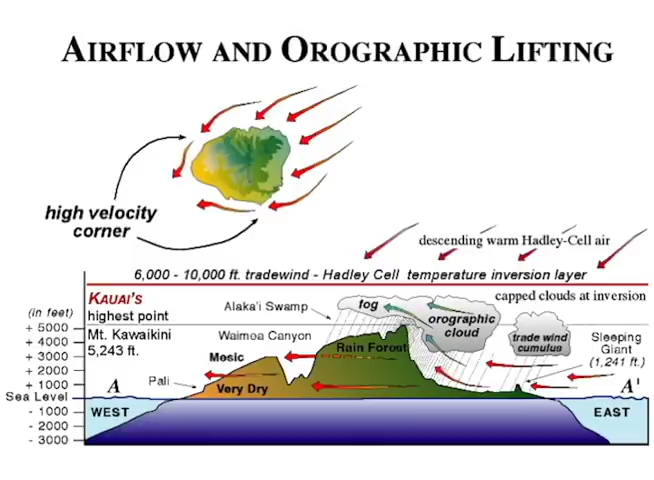 AIRFLOW AND OROGRAPHIC LIFTING
high velocity
corner
descending warm Hadley-Cell air
6,000 - 10,000 ft. tradewind - Hadley Cell temperature inversion layer
KAUAI'S
highest point
Mt. Kawaikini
5,243 ft.
Alaka'i Swamp
fog
capped clouds at inversion
orographic
cloud
(in feet)
+ 5000
+ 4000
+ 3000
+ 2000
+ 1000
Sea Level
- 1000
- 2000
- 3000
Waimoa Canyon
Rain Forest
trade wind
cumulus
Sleeping
Giant
(1,241 ft.)
Mesic
Pali
Very Dry
A
A'
WEST
EAST